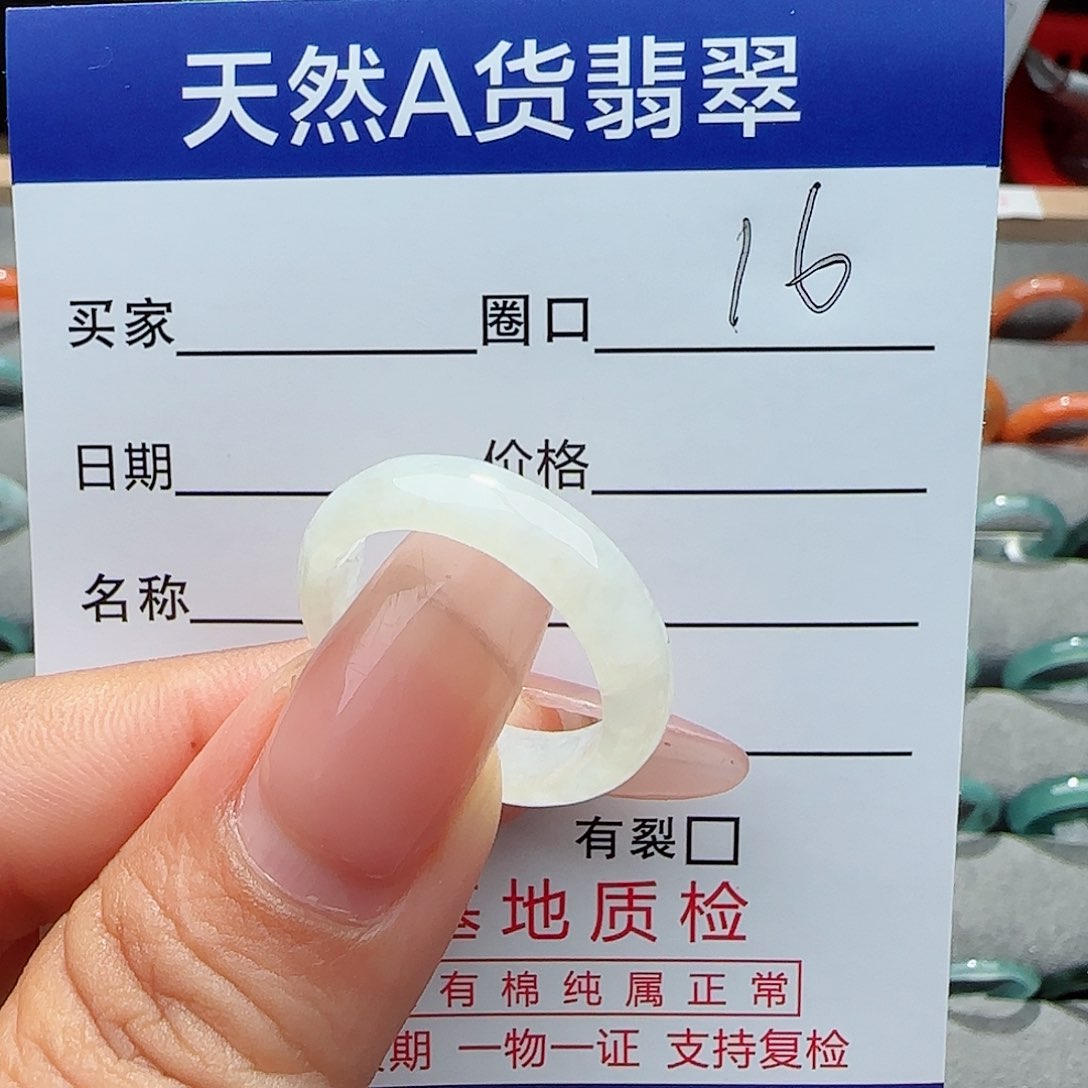 天然A货翡翠
买家 圈口 16
日期 价格
名称
有裂
地质检
有棉纯属正常
期 一物一证 支持复检